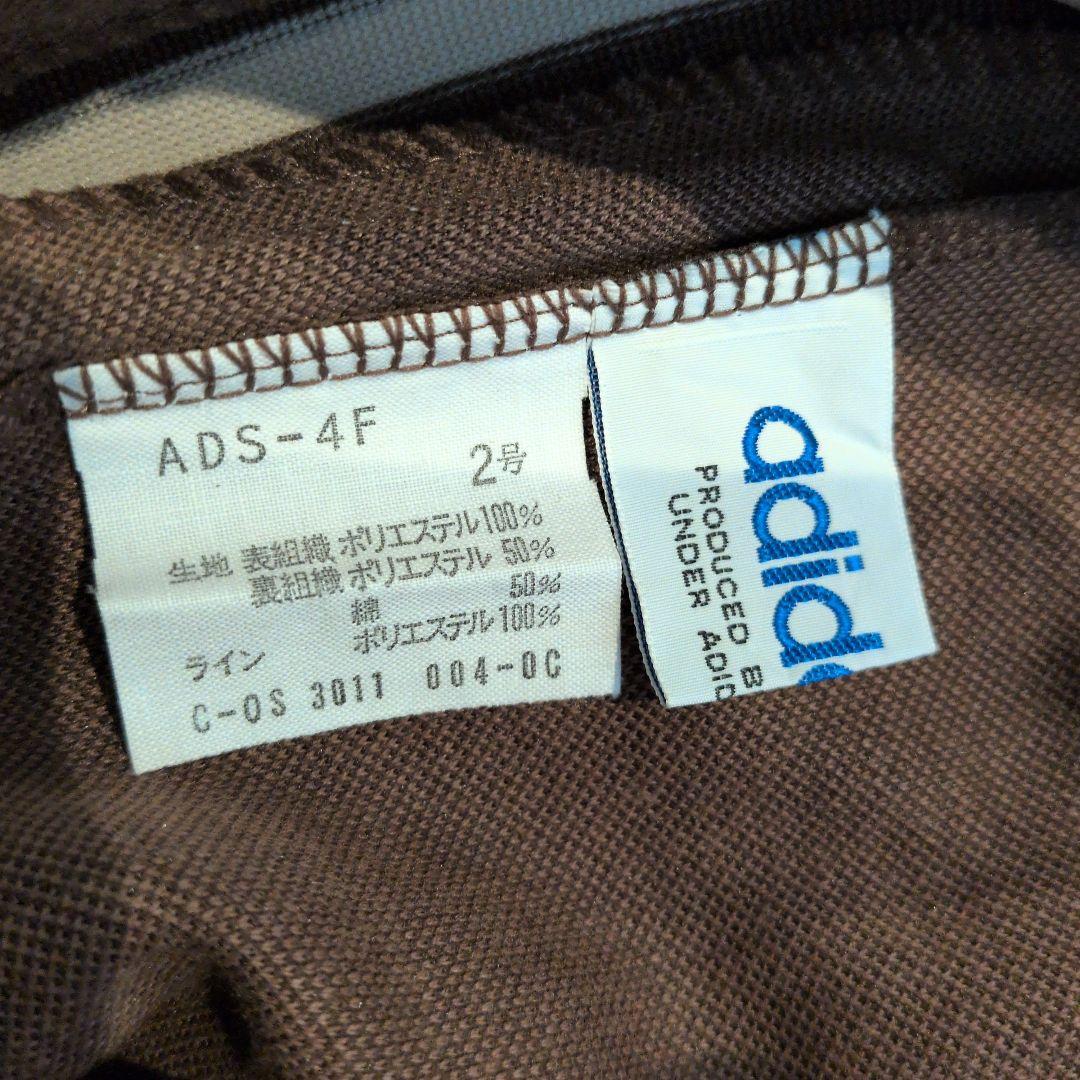 ADS-4F
2号
生地 表組織 ポリエステル100%
裏組織 ポリエステル 50%
綿 50%
ライン ポリエステル100%
C-OS 3011 004-0C
adida
PRODUCED B
UNDER ADID